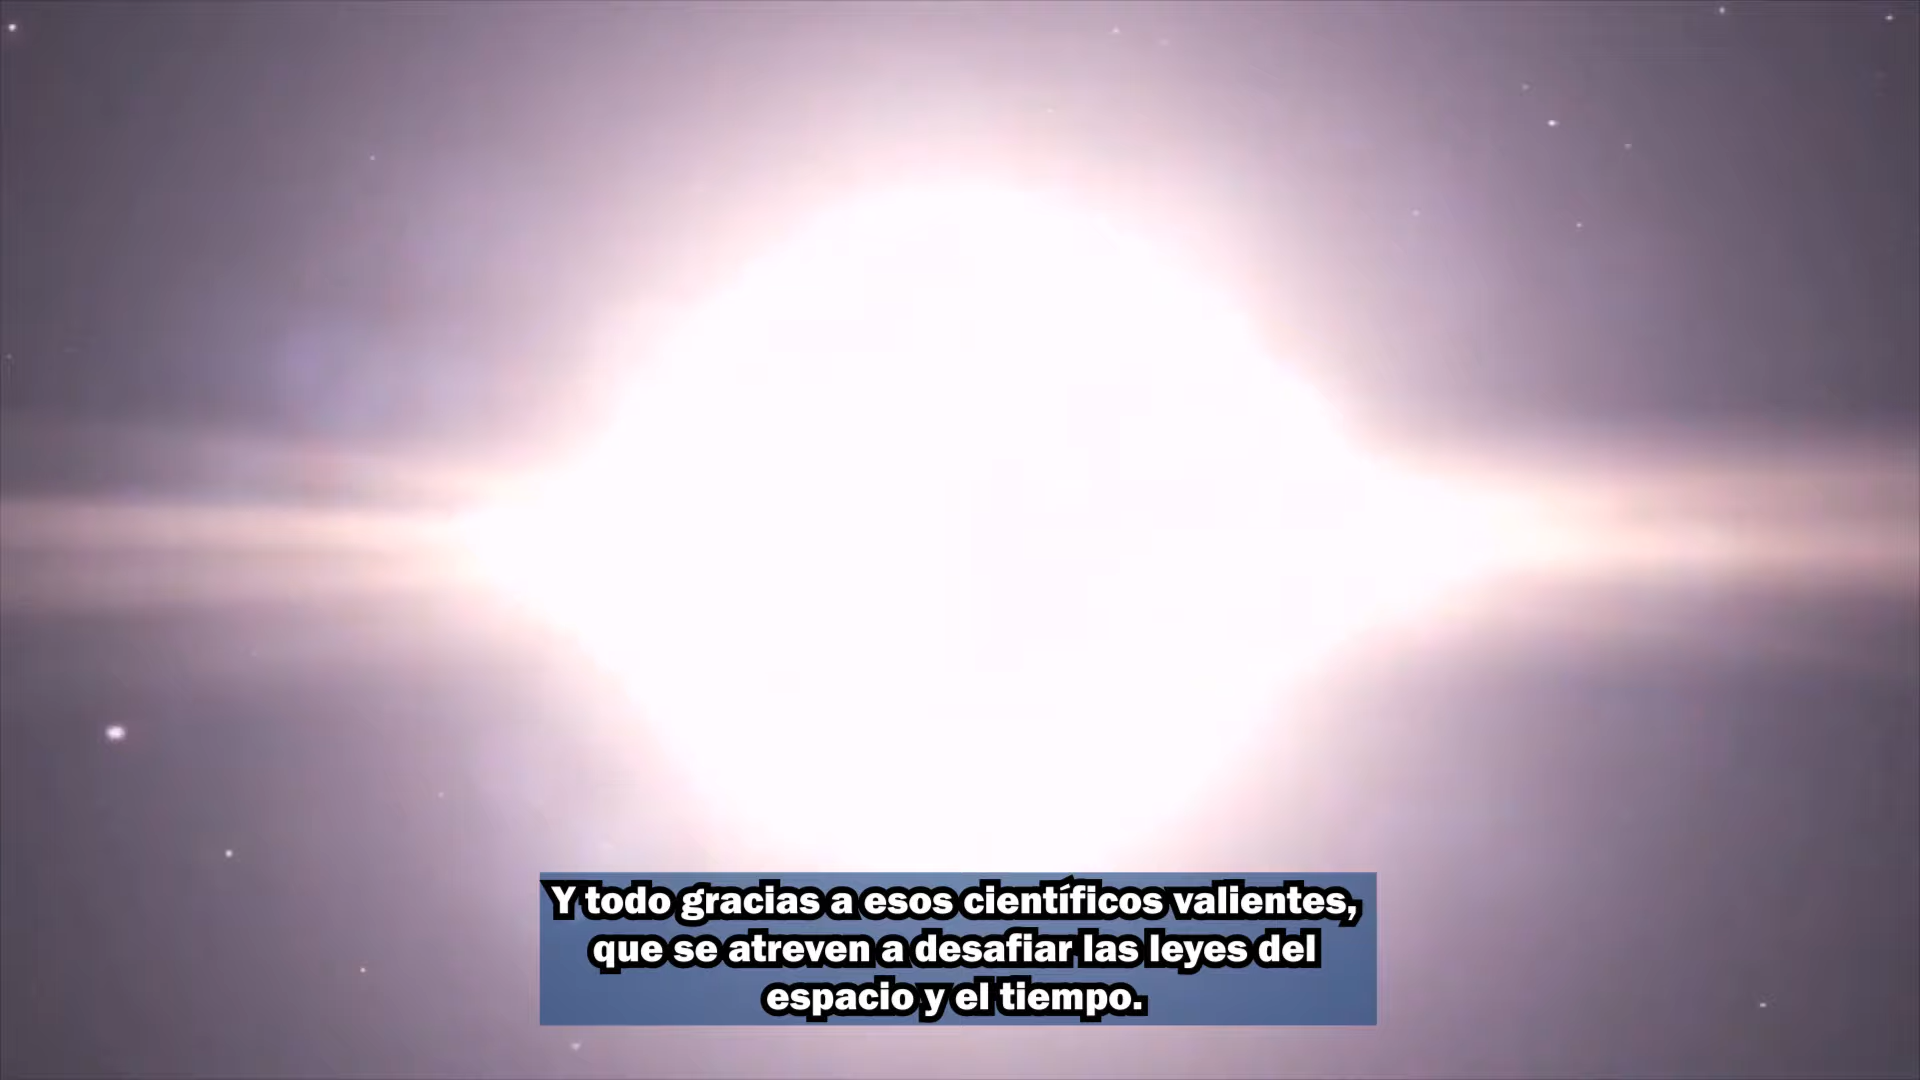 Y todo gracias a esos científicos valientes,
que se atreven a desafiar las leyes del
espacio y el tiempo.